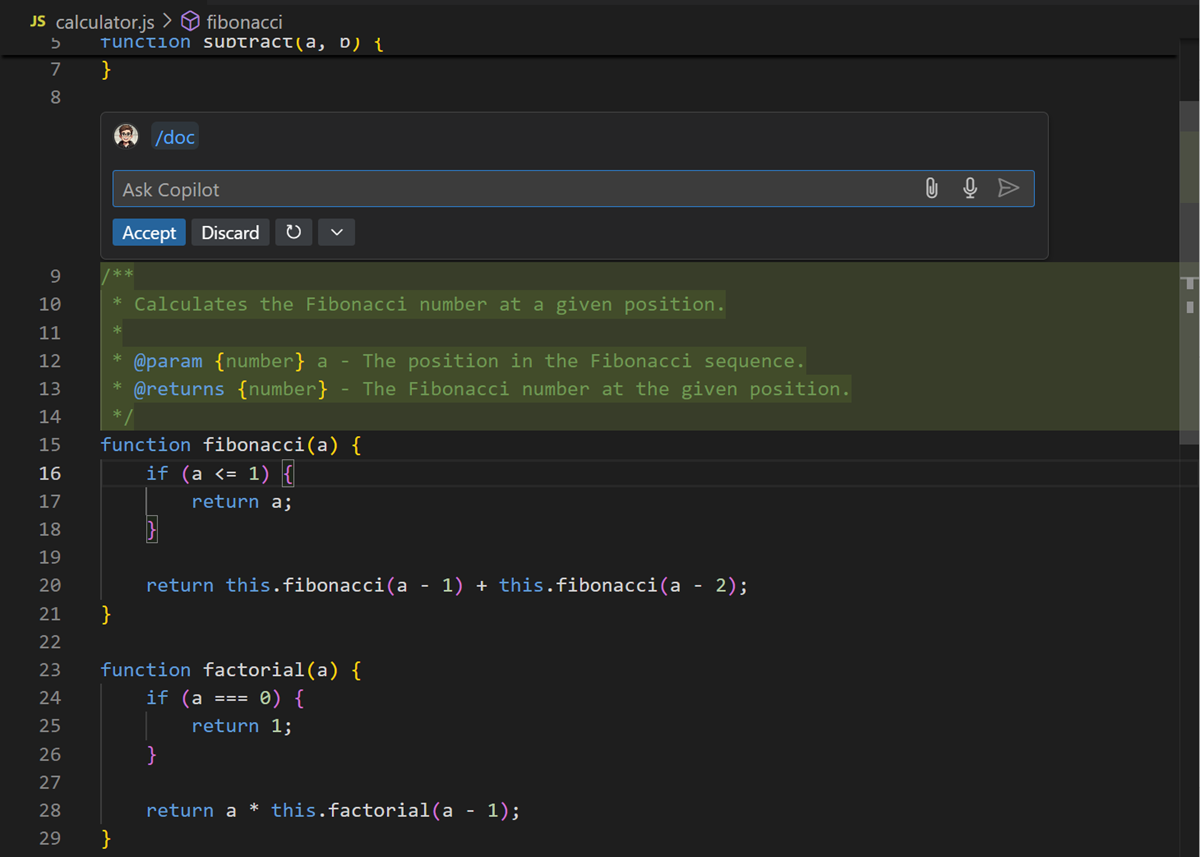 JS calculator.js > fibonacci
5 function subtract(a, b) {
7 }
8
/doc
Ask Copilot
Accept Discard
9 /**
10  * Calculates the Fibonacci number at a given position.
11  *
12  * @param {number} a - The position in the Fibonacci sequence.
13  * @returns {number} - The Fibonacci number at the given position.
14  */
15 function fibonacci(a) {
16     if (a <= 1) {
17         return a;
18     }
19
20     return this.fibonacci(a - 1) + this.fibonacci(a - 2);
21 }
22
23 function factorial(a) {
24     if (a === 0) {
25         return 1;
26     }
27
28     return a * this.factorial(a - 1);
29 }